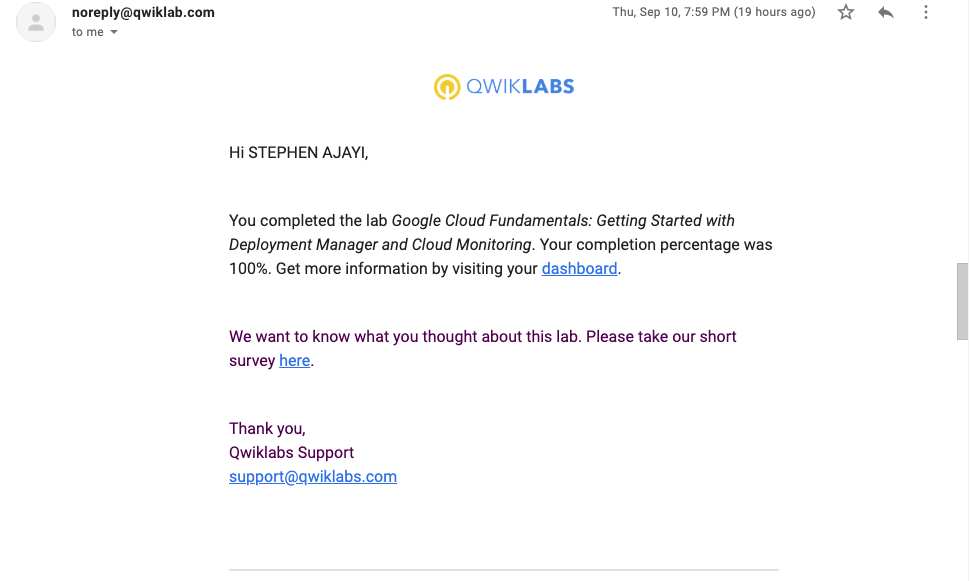 noreply@qwiklab.com
Thu, Sep 10, 7:59 PM (19 hours ago)
to me
QWIKLABS
Hi STEPHEN AJAYI,
You completed the lab Google Cloud Fundamentals: Getting Started with
Deployment Manager and Cloud Monitoring. Your completion percentage was
100%. Get more information by visiting your dashboard.
We want to know what you thought about this lab. Please take our short
survey here.
Thank you,
Qwiklabs Support
support@qwiklabs.com